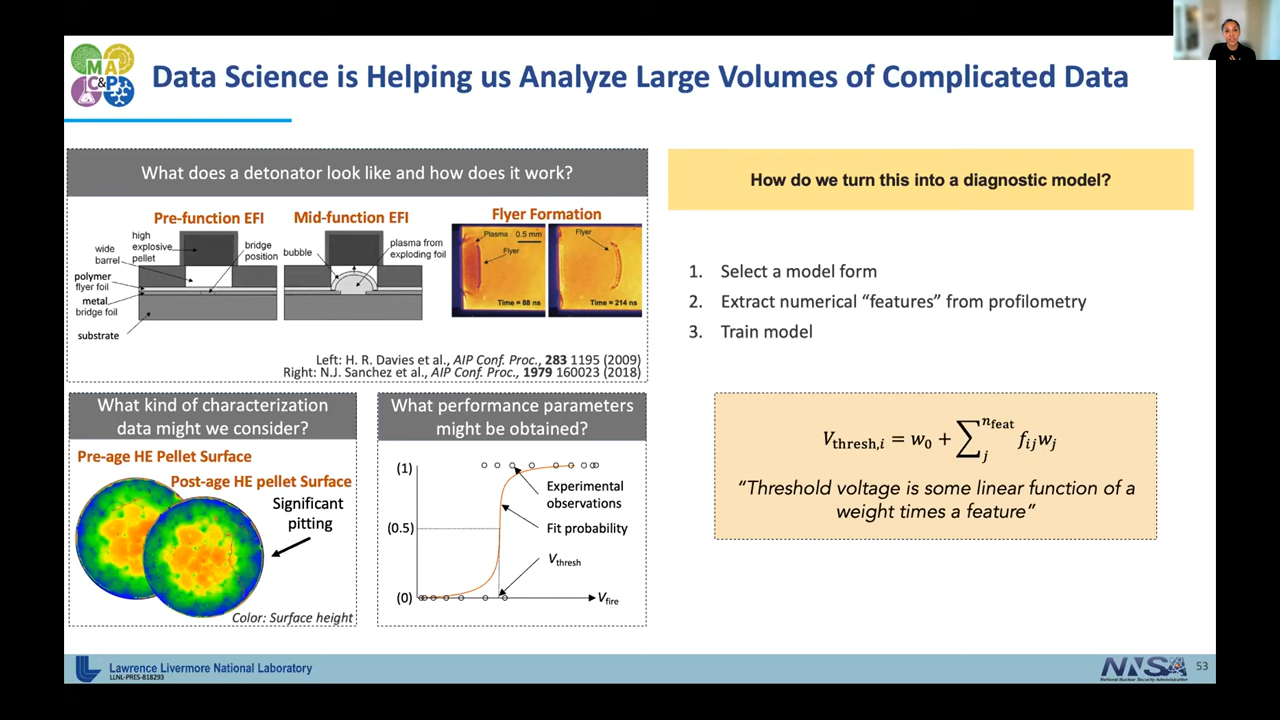 MA
C&P
Data Science is Helping us Analyze Large Volumes of Complicated Data
What does a detonator look like and how does it work?
Pre-function EFI
Mid-function EFI
Flyer Formation
high
explosive
pellet
wide
barrel
bridge
position
polymer
flyer foil
metal
bridge foil
substrate
bubble
plasma from
exploding foil
Plasma
0.5 mm
Flyer
Time = 88 ns
Flyer
Time = 214 ns
Left: H. R. Davies et al., AIP Conf. Proc., 283 1195 (2009)
Right: N.J. Sanchez et al., AIP Conf. Proc., 1979 160023 (2018)
What kind of characterization
data might we consider?
Pre-age HE Pellet Surface
Post-age HE pellet Surface
Significant
pitting
Color: Surface height
What performance parameters
might be obtained?
(1)
(0.5)
(0)
Experimental
observations
Fit probability
Vthresh
Vfire
How do we turn this into a diagnostic model?
1. Select a model form
2. Extract numerical “features” from profilometry
3. Train model
Vthresh,i = w0 + ∑j^nfeat fij wj
“Threshold voltage is some linear function of a
weight times a feature”
Lawrence Livermore National Laboratory
LLNL-PRES-818293
NNSA
National Nuclear Security Administration
53